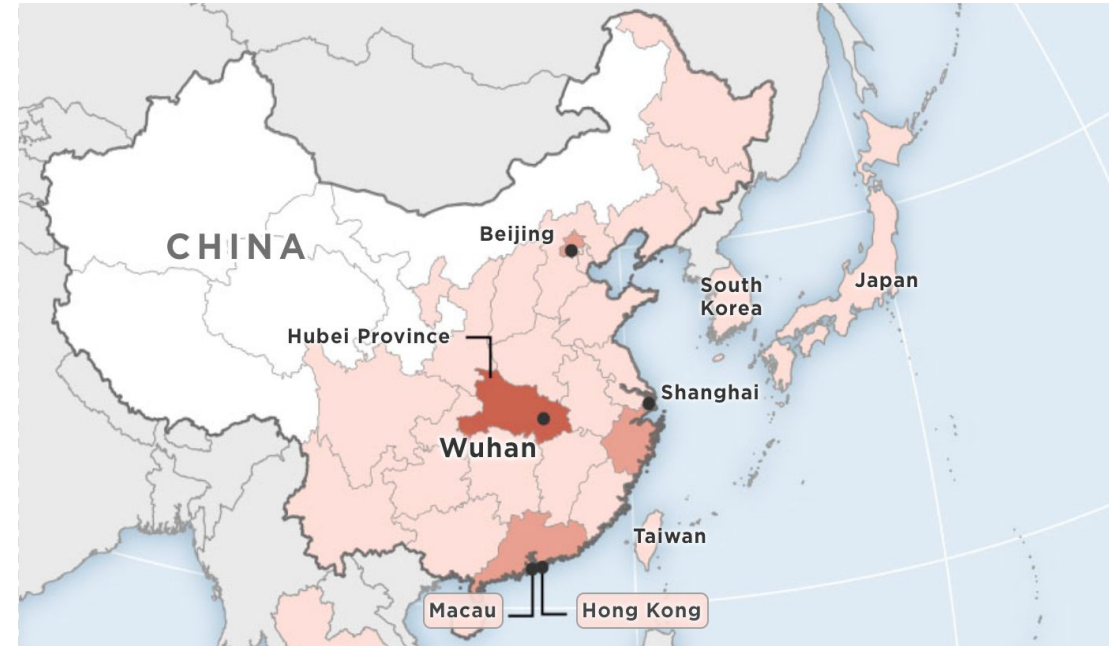 Beijing
CHINA
South
Korea
Japan
Hubei Province
Shanghai
Wuhan
Taiwan
Macau
Hong Kong